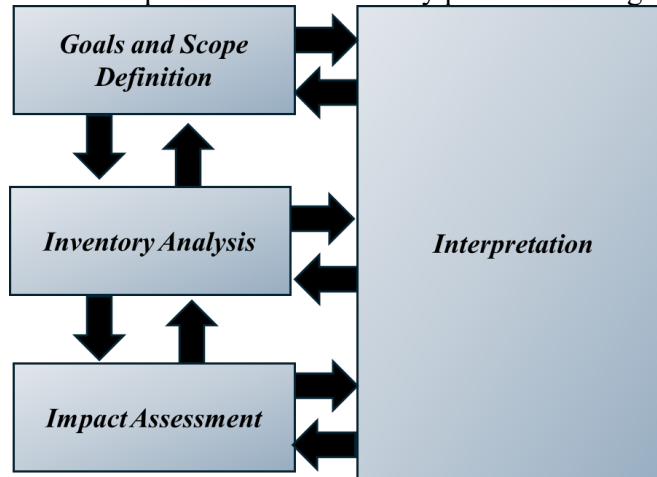 Goals and Scope
Definition
Inventory Analysis
Interpretation
Impact Assessment